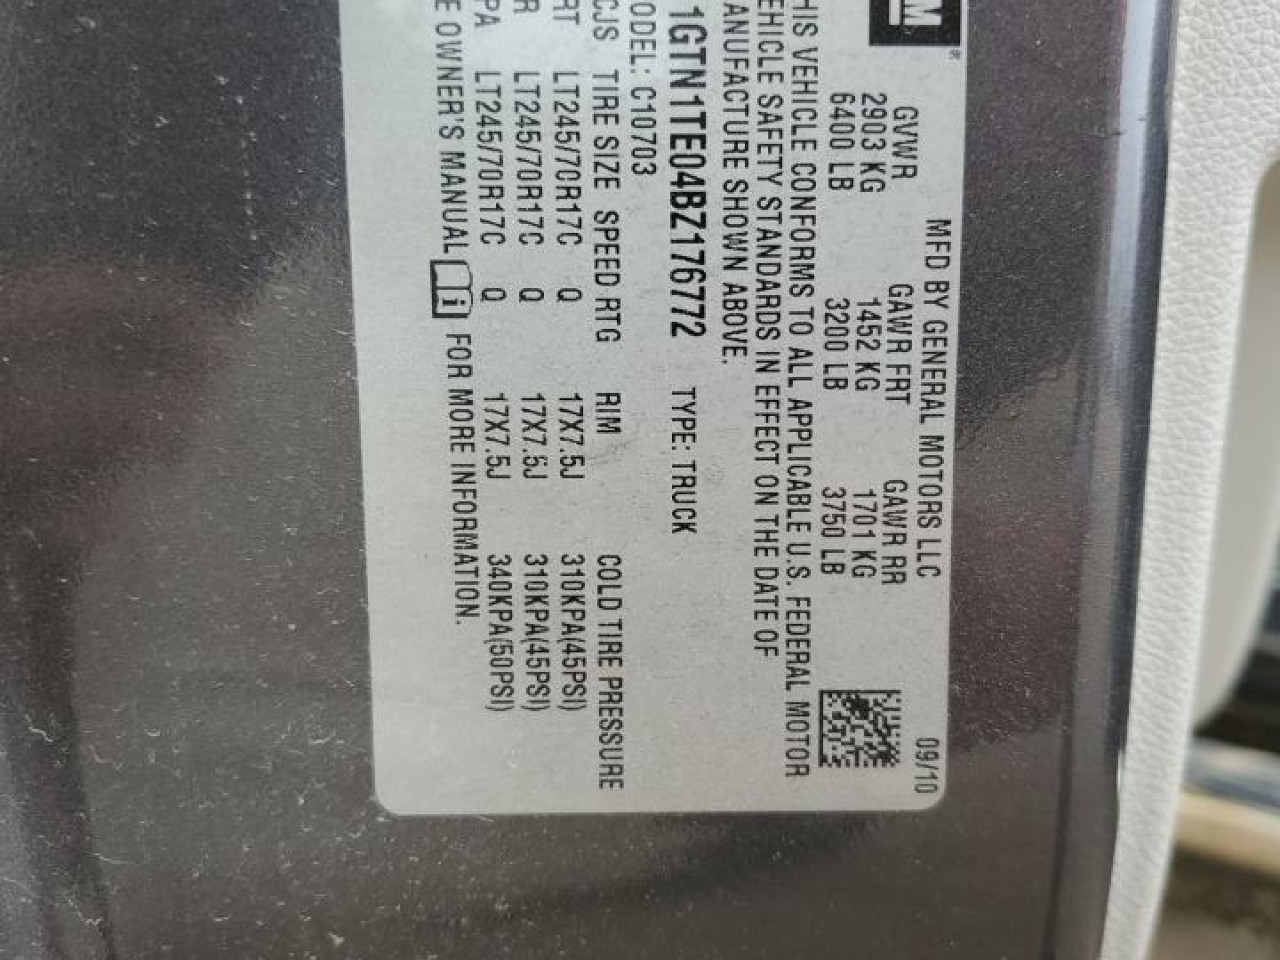 GM
®
MFD BY GENERAL MOTORS LLC 09/10
GVWR GAWR FRT GAWR RR
2903 KG 1452 KG 1701 KG
6400 LB 3200 LB 3750 LB
HIS VEHICLE CONFORMS TO ALL APPLICABLE U.S. FEDERAL MOTOR
EHICLE SAFETY STANDARDS IN EFFECT ON THE DATE OF
ANUFACTURE SHOWN ABOVE.
1GTN1TE04BZ176772 TYPE: TRUCK
ODEL: C10703
CJS TIRE SIZE SPEED RTG RIM COLD TIRE PRESSURE
RT LT245/70R17C Q 17X7.5J 310KPA(45PSI)
R LT245/70R17C Q 17X7.5J 310KPA(45PSI)
PA LT245/70R17C Q 17X7.5J 340KPA(50PSI)
E OWNER'S MANUAL i FOR MORE INFORMATION.